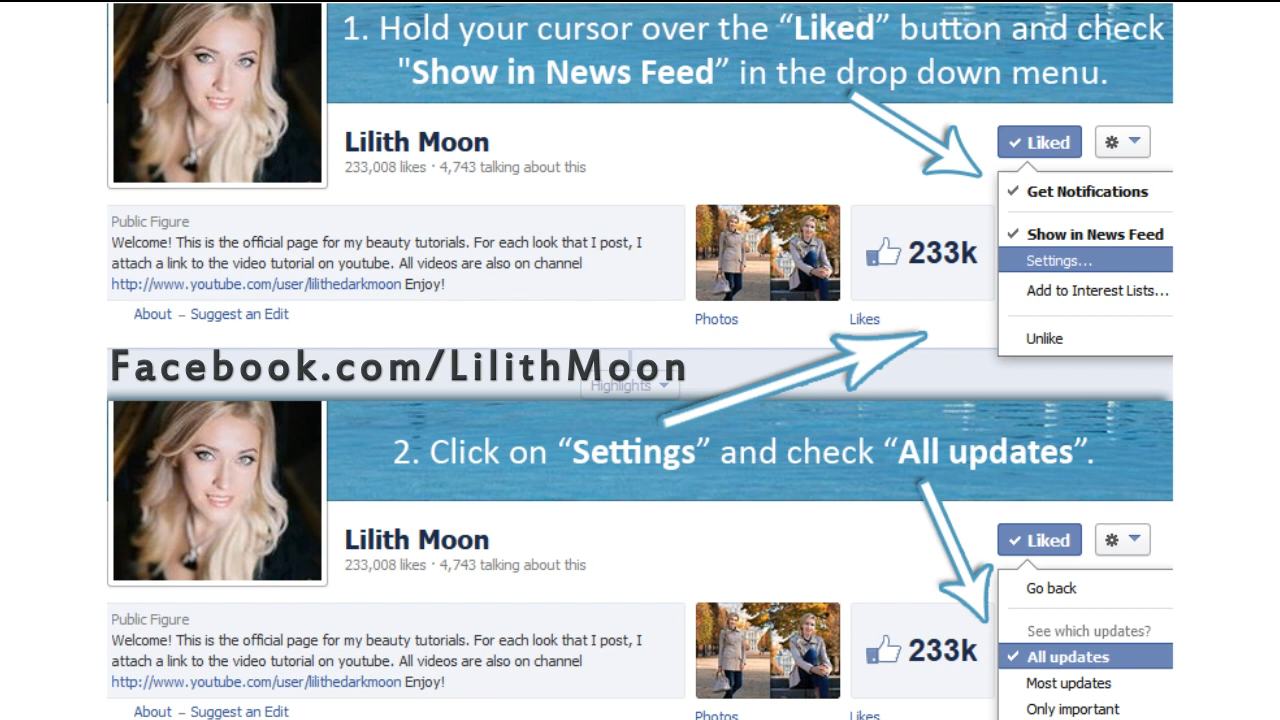 1. Hold your cursor over the “Liked” button and check
"Show in News Feed” in the drop down menu.
Lilith Moon
233,008 likes · 4,743 talking about this
Liked
Get Notifications
Show in News Feed
Settings...
Add to Interest Lists...
Unlike
Public Figure
Welcome! This is the official page for my beauty tutorials. For each look that I post, I
attach a link to the video tutorial on youtube. All videos are also on channel
http://www.youtube.com/user/lilithedarkmoon Enjoy!
About – Suggest an Edit
Photos
233k
Likes
Facebook.com/LilithMoon
Highlights
2. Click on “Settings” and check “All updates”.
Lilith Moon
233,008 likes · 4,743 talking about this
Liked
Go back
See which updates?
All updates
Most updates
Only important
Public Figure
Welcome! This is the official page for my beauty tutorials. For each look that I post, I
attach a link to the video tutorial on youtube. All videos are also on channel
http://www.youtube.com/user/lilithedarkmoon Enjoy!
About – Suggest an Edit
Photos
233k
Likes